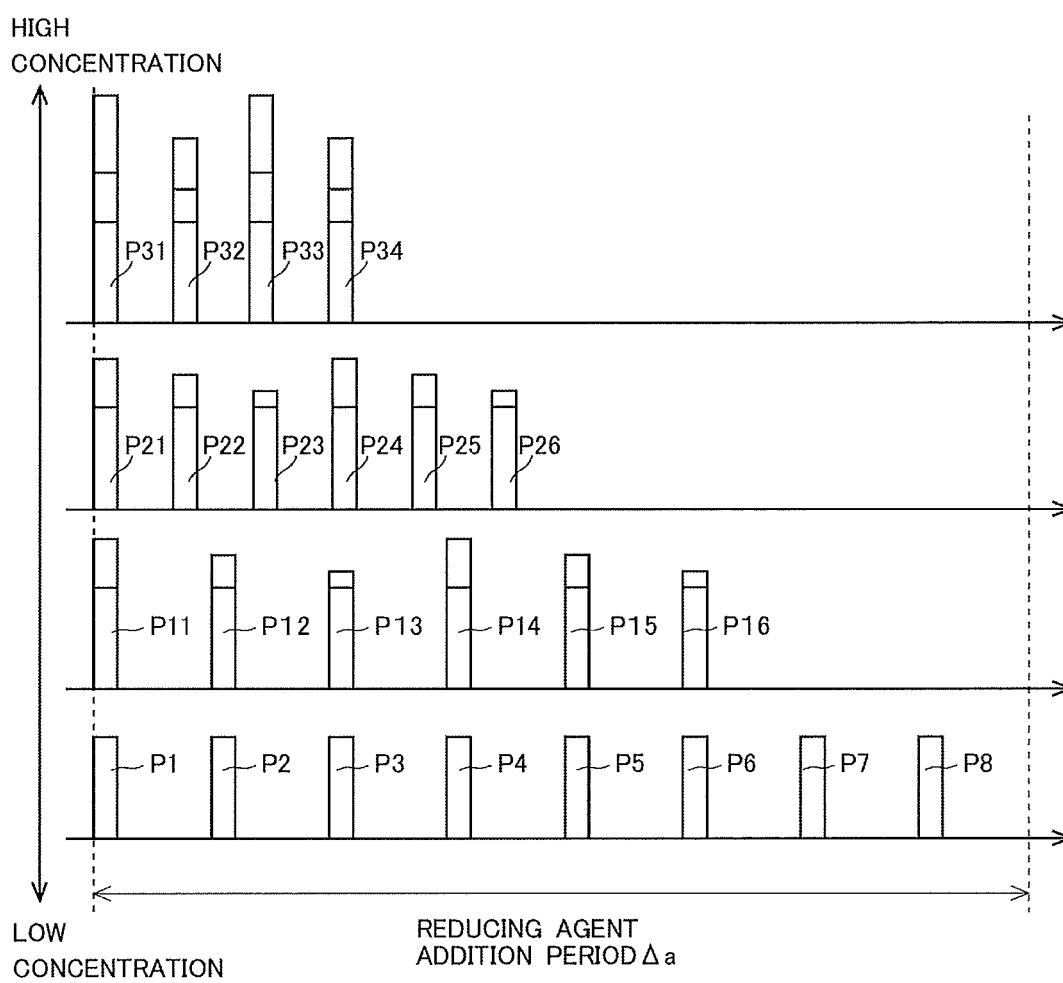 HIGH
CONCENTRATION
P31 P32 P33 P34
P21 P22 P23 P24 P25 P26
P11 P12 P13 P14 P15 P16
P1 P2 P3 P4 P5 P6 P7 P8
LOW
CONCENTRATION
REDUCING AGENT
ADDITION PERIOD Δa